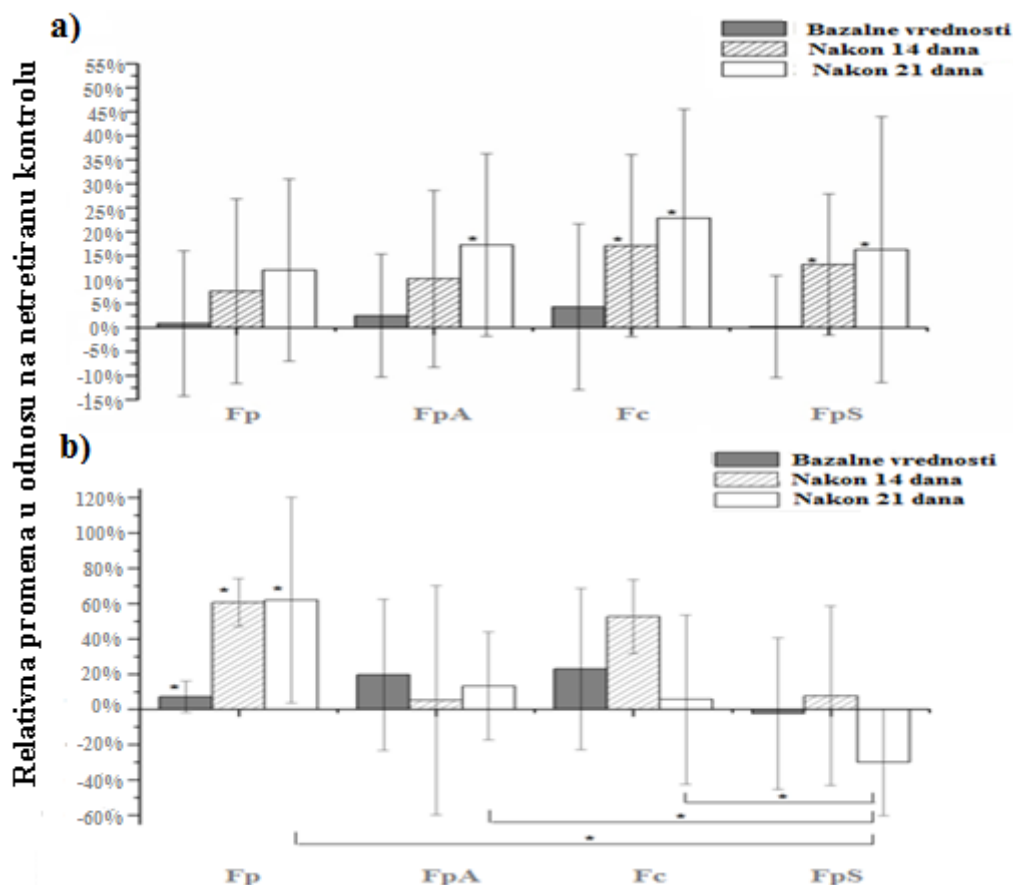 a)
Bazalne vrednosti
Nakon 14 dana
Nakon 21 dana
Relativna promena u odnosu na netretiranu kontrolu
55%
50%
45%
40%
35%
30%
25%
20%
15%
10%
5%
0%
-5%
-10%
-15%
Fp FpA Fc FpS
* * * * *
b)
Bazalne vrednosti
Nakon 14 dana
Nakon 21 dana
120%
100%
80%
60%
40%
20%
0%
-20%
-40%
-60%
* * *
*
*
*
Fp FpA Fc FpS